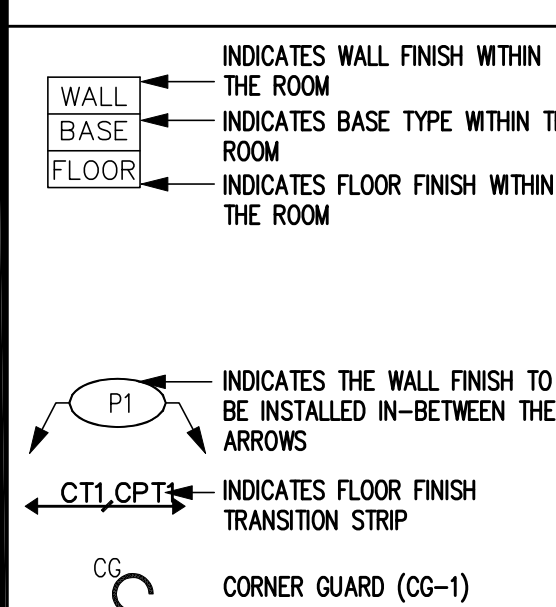 INDICATES WALL FINISH WITHIN
THE ROOM
WALL
BASE
FLOOR
INDICATES BASE TYPE WITHIN
ROOM
INDICATES FLOOR FINISH WITHIN
THE ROOM
P1
INDICATES THE WALL FINISH TO
BE INSTALLED IN-BETWEEN THE
ARROWS
CT1 CPT1
INDICATES FLOOR FINISH
TRANSITION STRIP
CG
CORNER GUARD (CG-1)